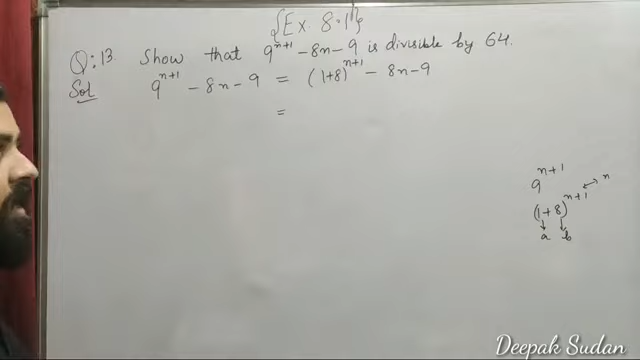 {Ex. 8.1}
Q:13. Show that 9^{n+1} - 8n - 9 is divisible by 64.
Sol 9^{n+1} - 8n - 9 = (1+8)^{n+1} - 8n - 9
=
9^{n+1}
(1+8)^{n+1} ↔ n
↓ ↓
a b
Deepak Sudan